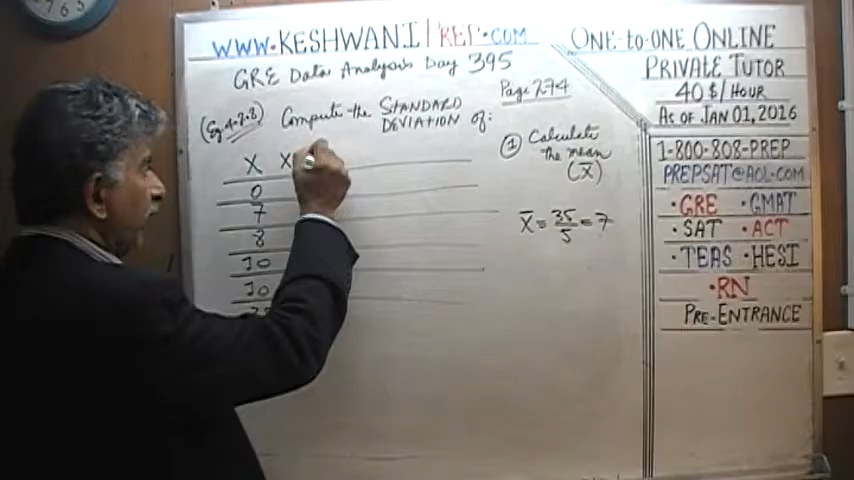 WWW.KESHWANI PREP.COM
GRE Data Analysis Day 395
Page 274
(Eg. 4.2.2) Compute the STANDARD
DEVIATION of:
X X
0
7
8
10
10
① Calculate
the mean
(X̄)
X̄ = 35/5 = 7
ONE-TO-ONE ONLINE
PRIVATE TUTOR
40 $/HOUR
AS OF JAN 01, 2016
1-800-808-PREP
PREPSAT@AOL.COM
•GRE •GMAT
•SAT •ACT
•TEAS •HESI
•RN
PRE-ENTRANCE